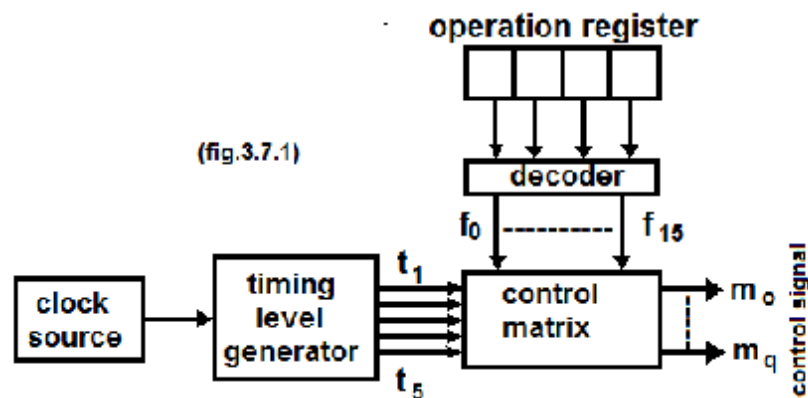 operation register
(fig.3.7.1)
decoder
f0
f15
clock
source
timing
level
generator
t1
t5
control
matrix
mo
mq
control signal